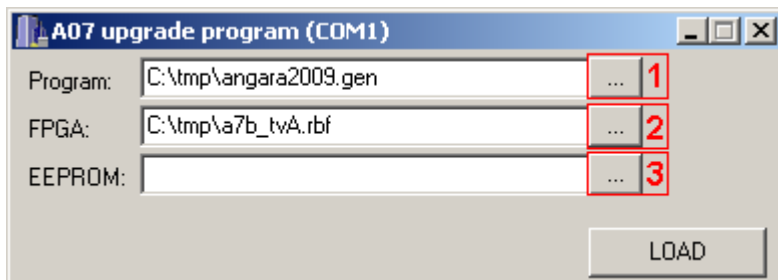 A07 upgrade program (COM1)
Program: C:\tmp\angara2009.gen ... 1
FPGA: C:\tmp\a7b_tvA.rbf ... 2
EEPROM: ... 3
LOAD